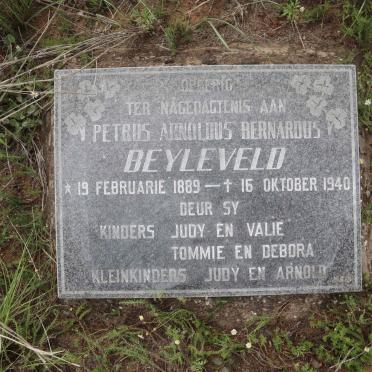 OPGERIG
TER NAGEDAGTENIS AAN
PETRUS ARNOLDUS BERNARDUS
BEYLEVELD
* 19 FEBRUARIE 1889 — † 16 OKTOBER 1940
DEUR SY
KINDERS JUDY EN VALIE
TOMMIE EN DEBORA
KLEINKINDERS JUDY EN ARNOLD